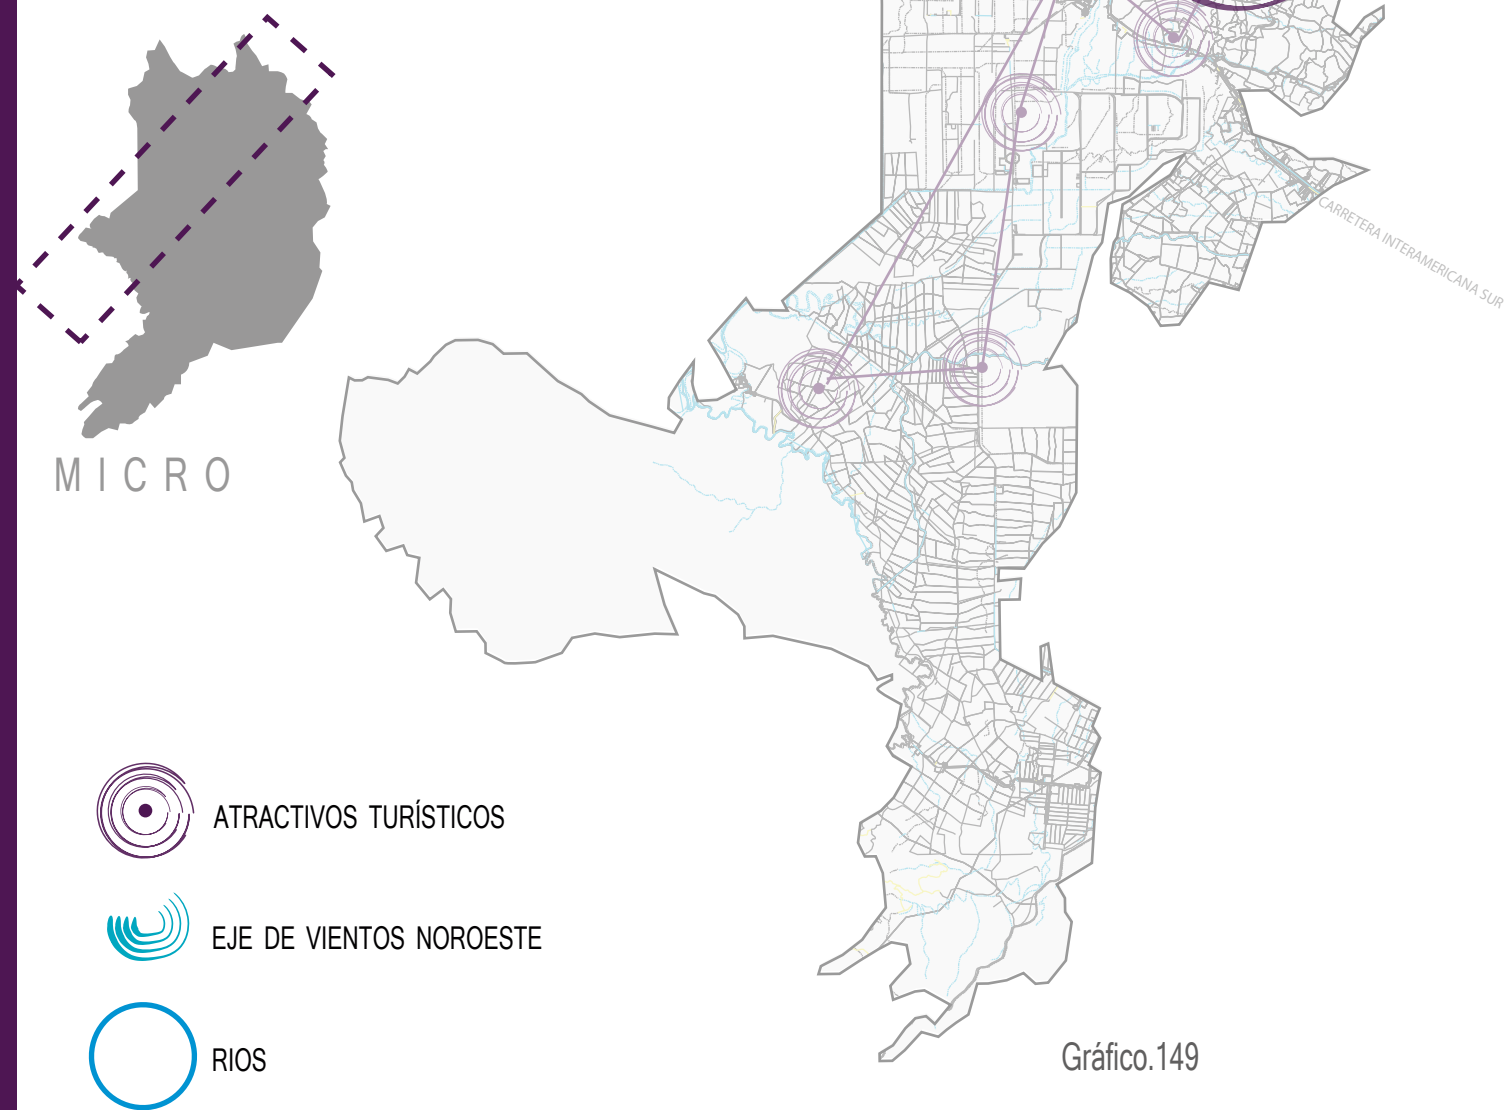 CARRETERA INTERAMERICANA SUR
MICRO
ATRACTIVOS TURÍSTICOS
EJE DE VIENTOS NOROESTE
RIOS
Gráfico.149